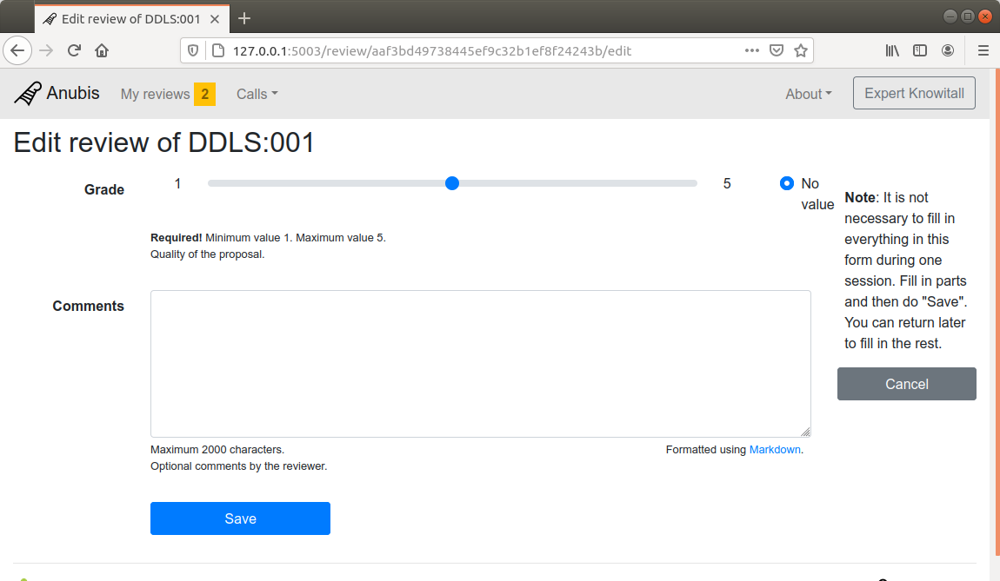 Edit review of DDLS:001
127.0.0.1:5003/review/aaf3bd49738445ef9c32b1ef8f24243b/edit
Anubis My reviews 2 Calls About Expert Knowitall
Edit review of DDLS:001
Grade 1 5 No value
Required! Minimum value 1. Maximum value 5.
Quality of the proposal.
Note: It is not
necessary to fill in
everything in this
form during one
session. Fill in parts
and then do "Save".
You can return later
to fill in the rest.
Cancel
Comments
Maximum 2000 characters. Formatted using Markdown.
Optional comments by the reviewer.
Save